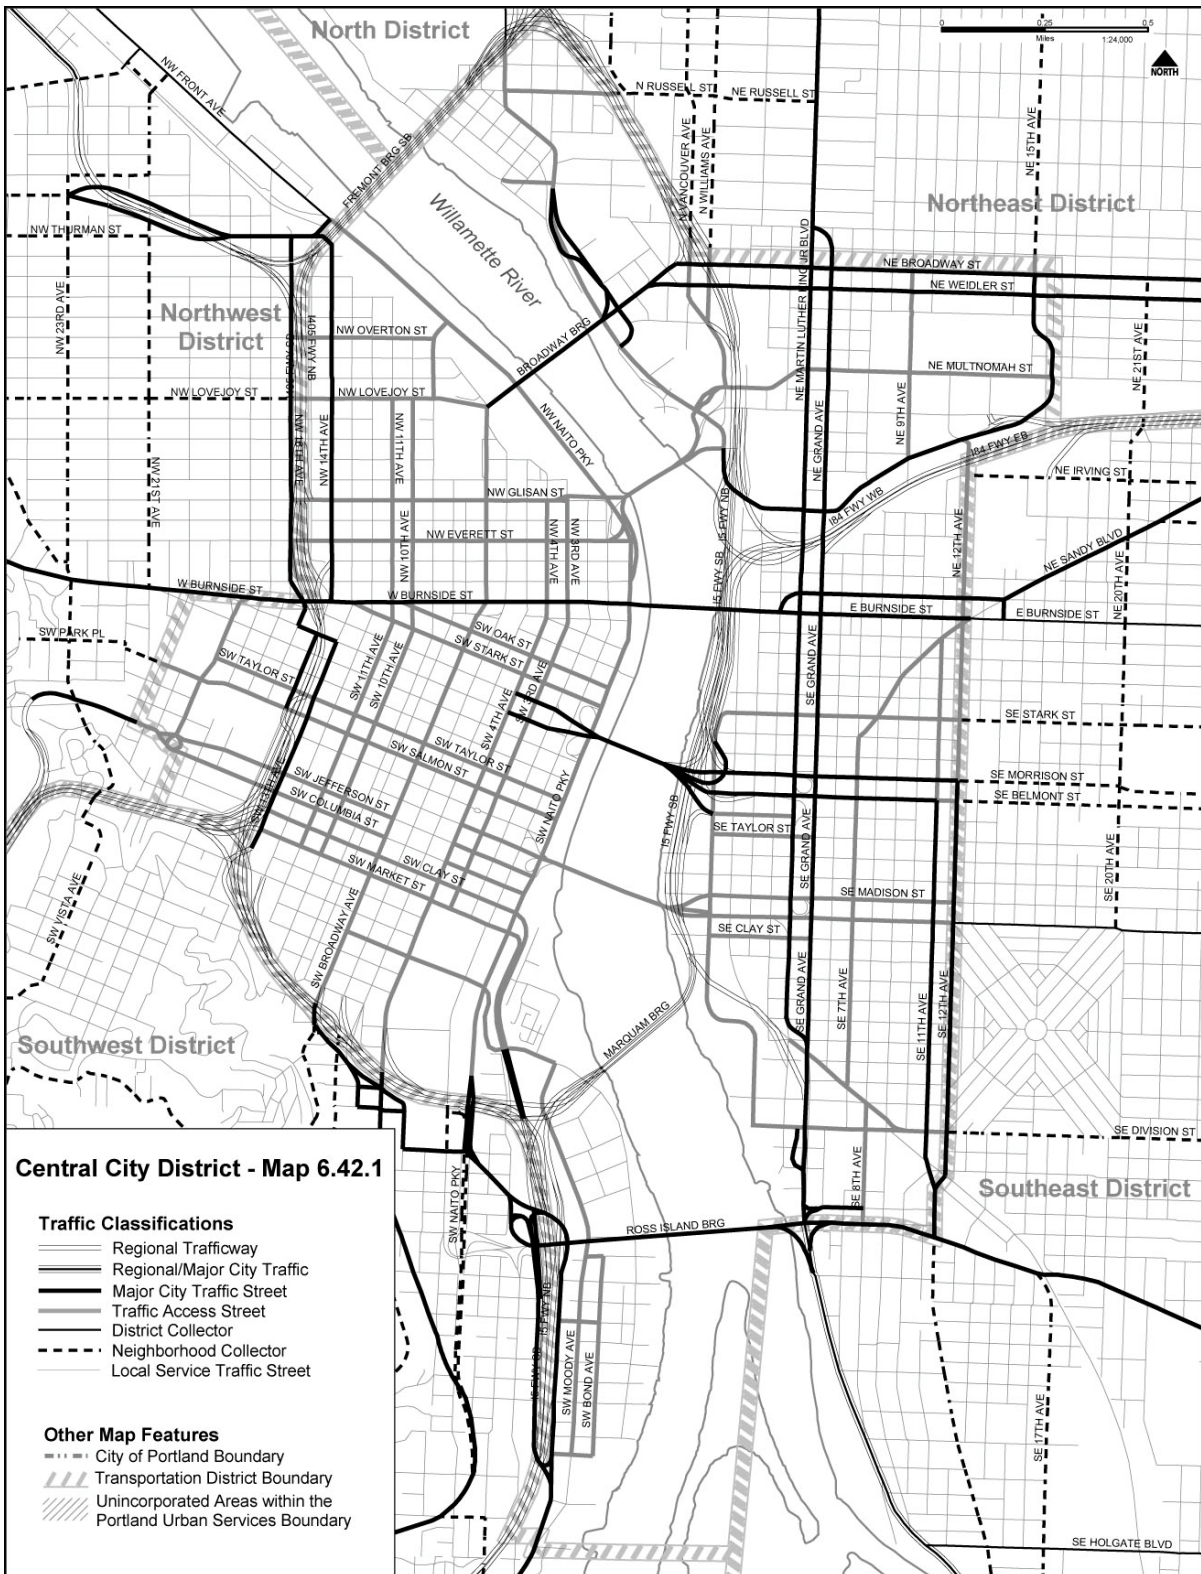 North District
0 0.25 0.5
Miles 1:24,000
NORTH
NW FRONT AVE
N RUSSELL ST
NE RUSSELL ST
NE 15TH AVE
FREMONT BRG SB
N VANCOUVER AVE
N WILLIAMS AVE
Willamette River
Northeast District
NW THURMAN ST
NE MARTIN LUTHER KING JR BLVD
NE BROADWAY ST
NE WEIDLER ST
NW 23RD AVE
Northwest
District
I405 FWY NB
NW OVERTON ST
BROADWAY BRG
NE 21ST AVE
NE MULTNOMAH ST
NW LOVEJOY ST
NW LOVEJOY ST
NW NAITO PKY
NE 9TH AVE
NE GRAND AVE
NW 16TH AVE
NW 14TH AVE
NW 11TH AVE
I84 FWY EB
NE IRVING ST
NW 21ST AVE
NW GLISAN ST
I5 FWY NB
I84 FWY WB
NW EVERETT ST
NW 10TH AVE
NW 4TH AVE
NW 3RD AVE
I5 FWY SB
NE 12TH AVE
NE SANDY BLVD
NE 20TH AVE
W BURNSIDE ST
W BURNSIDE ST
E BURNSIDE ST
E BURNSIDE ST
SW PARK PL
SW OAK ST
SW STARK ST
SW TAYLOR ST
SW 11TH AVE
SW 10TH AVE
SE GRAND AVE
SW 4TH AVE
SW 3RD AVE
SE STARK ST
SW TAYLOR ST
SW SALMON ST
SE MORRISON ST
SW JEFFERSON ST
SE BELMONT ST
SW COLUMBIA ST
SW NAITO PKY
I5 FWY SB
SE TAYLOR ST
SE GRAND AVE
SW CLAY ST
SW MARKET ST
SE 20TH AVE
SE MADISON ST
SW VISTA AVE
SW BROADWAY AVE
SE CLAY ST
SE GRAND AVE
SE 7TH AVE
SE 11TH AVE
SE 12TH AVE
MARQUAM BRG
Southwest District
SE DIVISION ST
SE 8TH AVE
Southeast District
SW NAITO PKY
ROSS ISLAND BRG
I5 FWY NB
I5 FWY SB
SW MOODY AVE
SW BOND AVE
SE 17TH AVE
SE HOLGATE BLVD
Central City District - Map 6.42.1
Traffic Classifications
Regional Trafficway
Regional/Major City Traffic
Major City Traffic Street
Traffic Access Street
District Collector
Neighborhood Collector
Local Service Traffic Street
Other Map Features
City of Portland Boundary
Transportation District Boundary
Unincorporated Areas within the
Portland Urban Services Boundary